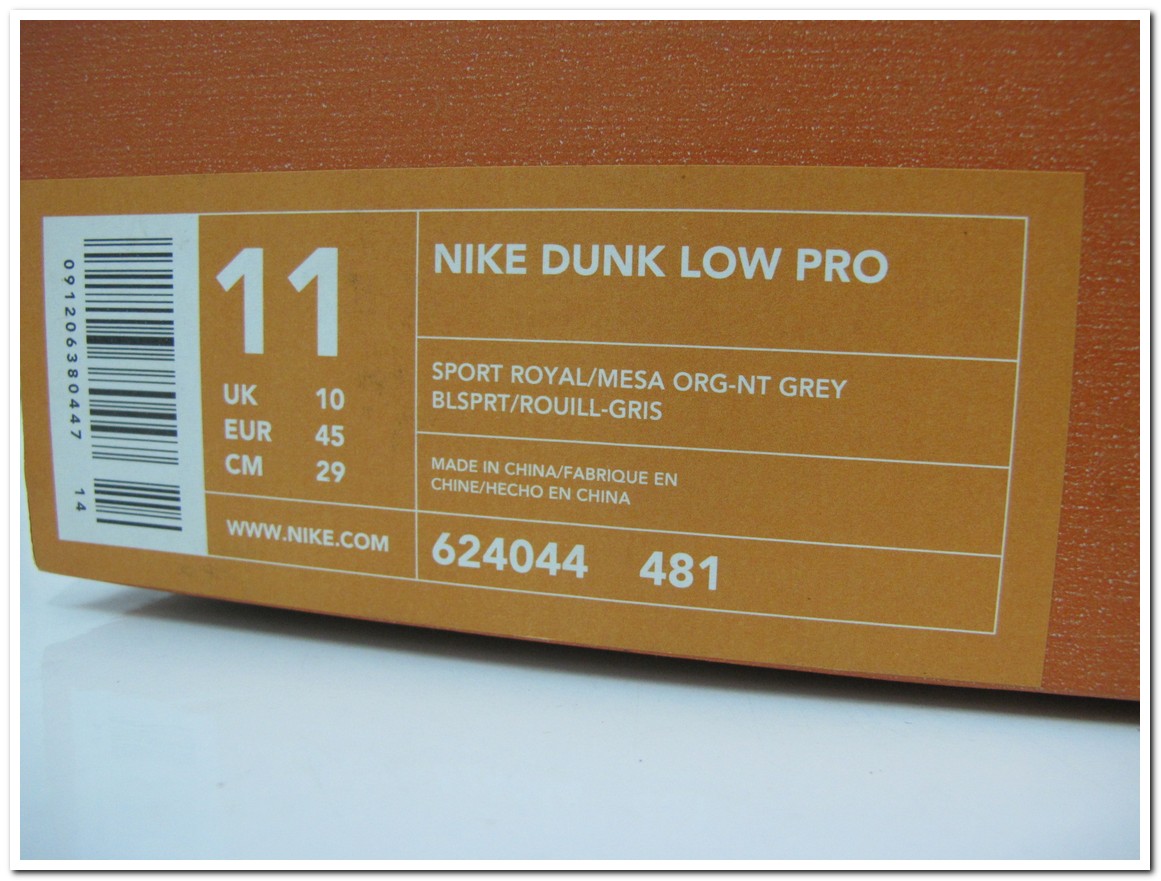 091206380447 14
11
UK 10
EUR 45
CM 29
WWW.NIKE.COM
NIKE DUNK LOW PRO
SPORT ROYAL/MESA ORG-NT GREY
BLSPRT/ROUILL-GRIS
MADE IN CHINA/FABRIQUE EN
CHINE/HECHO EN CHINA
624044 481